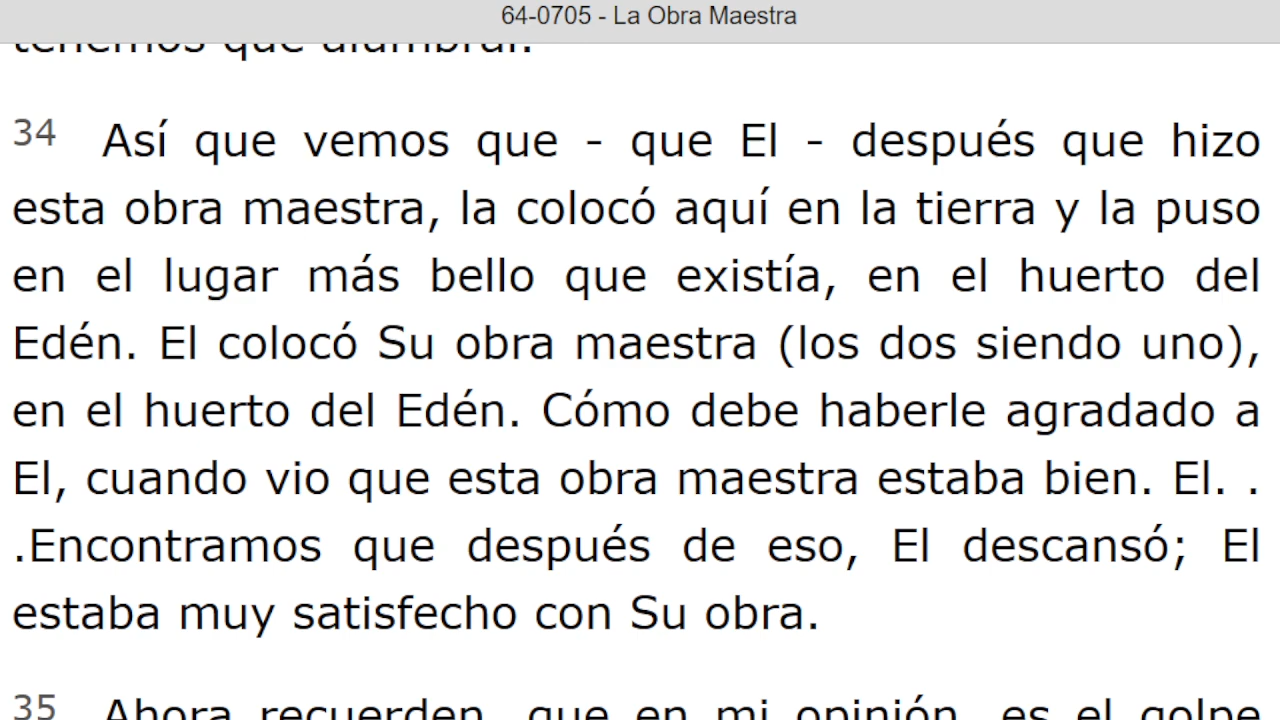 64-0705 - La Obra Maestra
tenemos que alumbrar.
34 Así que vemos que - que El - después que hizo
esta obra maestra, la colocó aquí en la tierra y la puso
en el lugar más bello que existía, en el huerto del
Edén. El colocó Su obra maestra (los dos siendo uno),
en el huerto del Edén. Cómo debe haberle agradado a
El, cuando vio que esta obra maestra estaba bien. El. .
.Encontramos que después de eso, El descansó; El
estaba muy satisfecho con Su obra.
35 Ahora recuerden, que en mi opinión, es el golpe